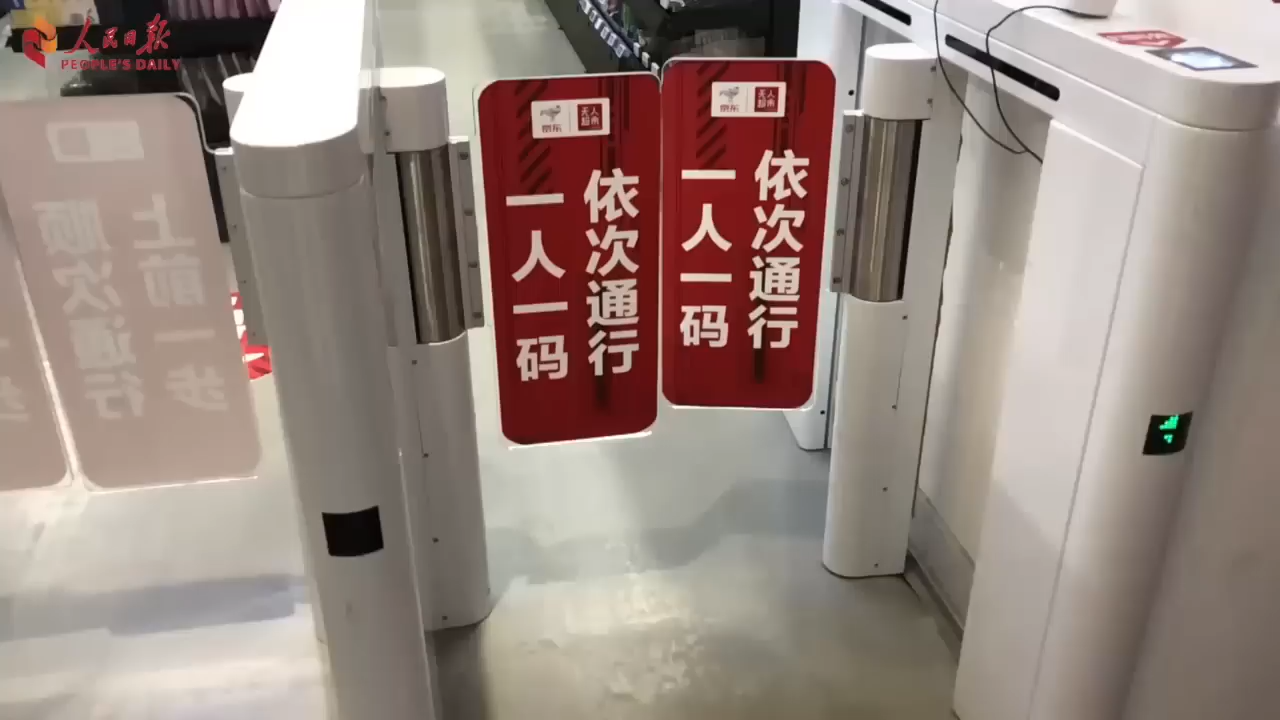 人民日报
PEOPLE'S DAILY
京东
无人
超市
依次通行
一人一码
京东
无人
超市
依次通行
一人一码
上前一步
顺次通行